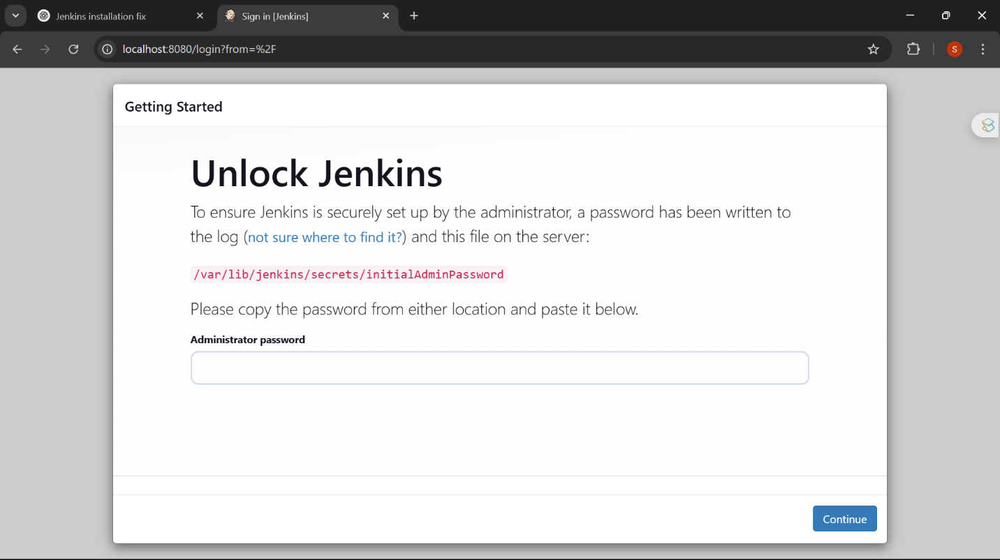 Jenkins installation fix
Sign in [Jenkins]
localhost:8080/login?from=%2F
S
Getting Started
Unlock Jenkins
To ensure Jenkins is securely set up by the administrator, a password has been written to
the log (not sure where to find it?) and this file on the server:
/var/lib/jenkins/secrets/initialAdminPassword
Please copy the password from either location and paste it below.
Administrator password
Continue